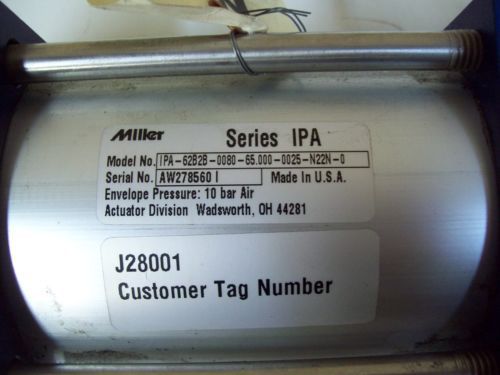 Miller Series IPA
Model No. IPA-62B2B-0080-65.000-0025-N22N-0
Serial No. AW278560 I Made In U.S.A.
Envelope Pressure: 10 bar Air
Actuator Division Wadsworth, OH 44281
J28001
Customer Tag Number